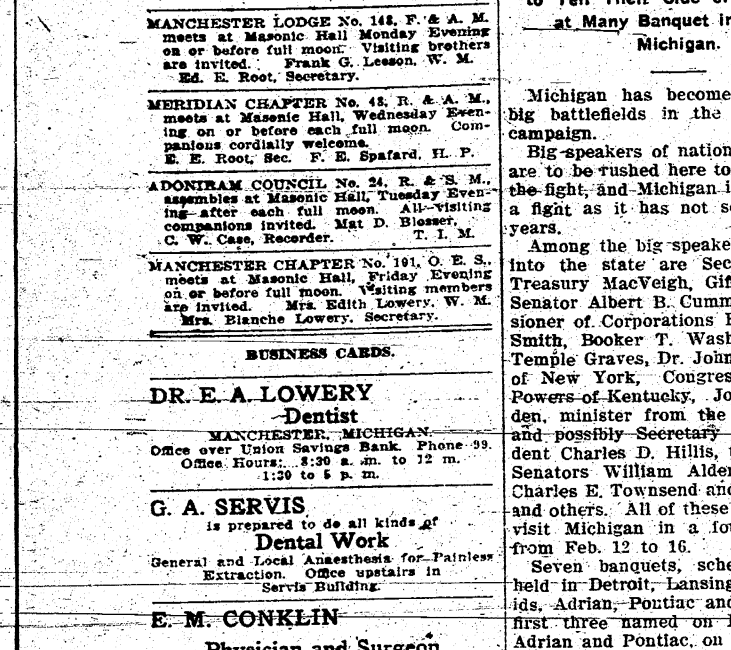 MANCHESTER LODGE No. 148, F. & A. M.
meets at Masonic Hall Monday Evening
on or before full moon. Visiting brothers
are invited. Frank G. Leeson, W. M.
Ed. E. Root, Secretary.
MERIDIAN CHAPTER No. 48, R. & A. M.,
meets at Masonic Hall, Wednesday Even-
ing on or before each full moon. Com-
panions cordially welcome.
E. E. Root, Sec. F. E. Spafard, H. P.
ADONIRAM COUNCIL No. 24, R. & S. M.,
assembles at Masonic Hall, Tuesday Even-
ing after each full moon. All visiting
companions invited. Mat D. Blosser,
C. W. Case, Recorder. T. I. M.
MANCHESTER CHAPTER No. 101, O. E. S.,
meets at Masonic Hall, Friday Evening
on or before full moon. Visiting members
are invited. Mrs. Edith Lowery, W. M.
Mrs. Blanche Lowery, Secretary.
BUSINESS CARDS.
DR. E. A. LOWERY
Dentist
MANCHESTER, MICHIGAN.
Office over Union Savings Bank. Phone 99.
Office Hours: 8:30 a. m. to 12 m.
1:30 to 5 p. m.
G. A. SERVIS
is prepared to do all kinds of
Dental Work
General and Local Anaesthesia for Painless
Extraction. Office upstairs in
Servis Building.
E. M. CONKLIN
Physician and Surgeon
to Tell Their Side
at Many Banquet in
Michigan.
Michigan has become
big battlefields in the
campaign.
Big speakers of nation
are to be rushed here to
the fight, and Michigan i
a fight as it has not s
years.
Among the big speake
into the state are Sec
Treasury MacVeigh, Gif
Senator Albert B. Cumm
sioner of Corporations
Smith, Booker T. Wash
Temple Graves, Dr. John
of New York, Congres
Powers of Kentucky, Jo
den, minister from the
and possibly Secretary
dent Charles D. Hillis,
Senators William Alden
Charles E. Townsend and
and others. All of these
visit Michigan in a fo
from Feb. 12 to 16.
Seven banquets, sche
held in Detroit, Lansing
ids, Adrian, Pontiac and
first three named on
Adrian and Pontiac, on